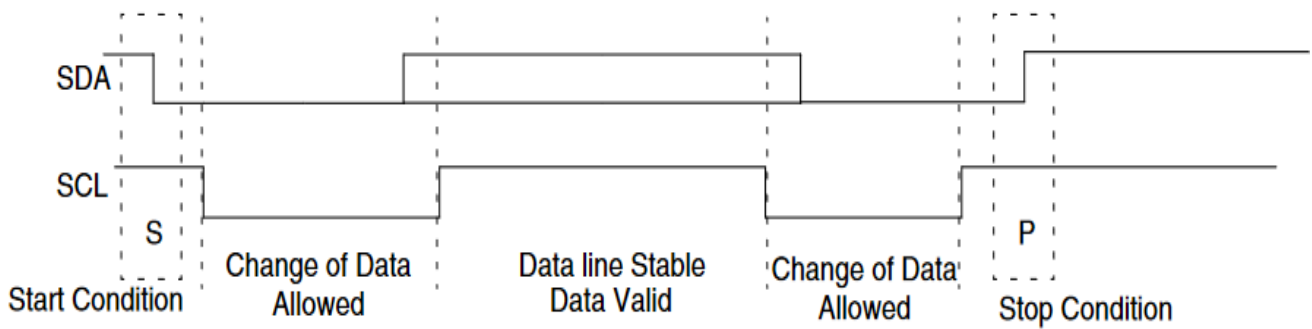 SDA
SCL
S
P
Start Condition
Change of Data
Allowed
Data line Stable
Data Valid
Change of Data
Allowed
Stop Condition